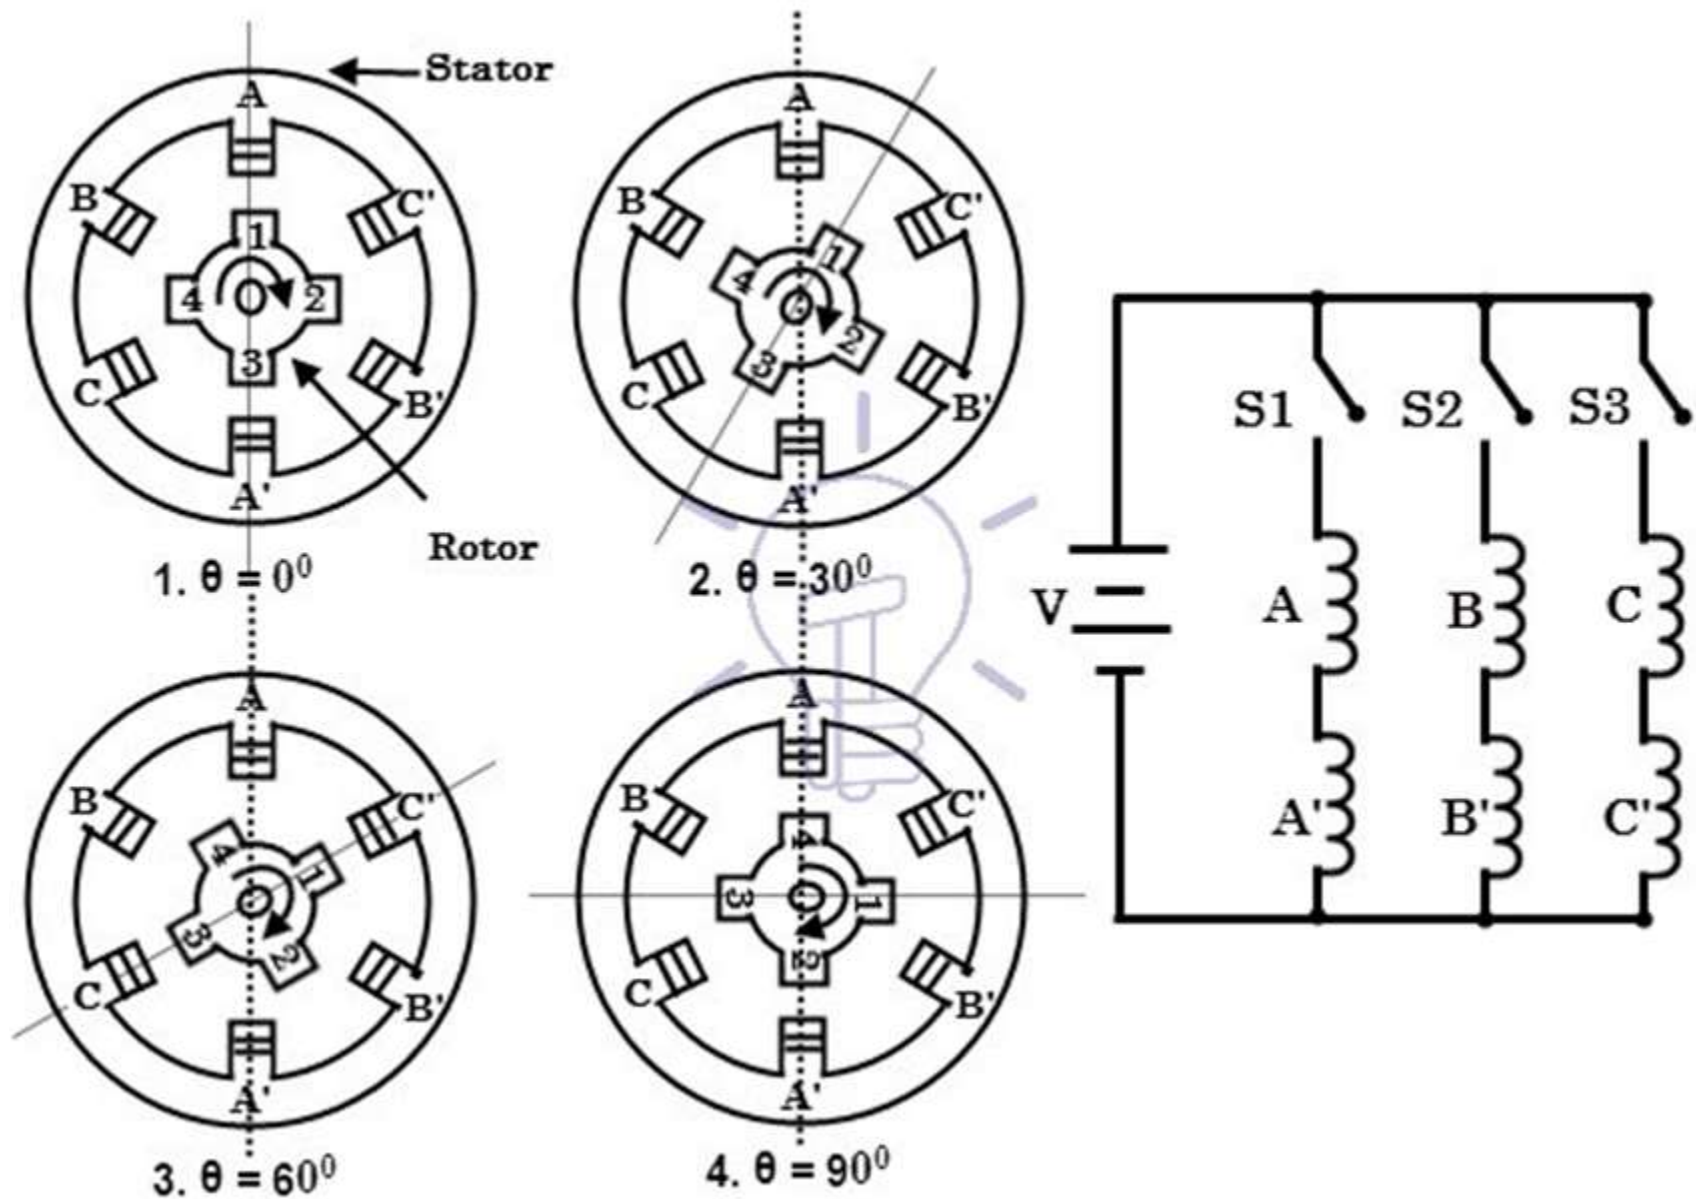 Stator
A
B
C'
1
4
2
3
C
B'
A'
Rotor
1. θ = 0⁰
A
B
C'
1
4
2
3
C
B'
A'
2. θ = 30⁰
A
B
C'
4
1
3
2
C
B'
A'
3. θ = 60⁰
A
B
C'
4
3
1
2
C
B'
A'
4. θ = 90⁰
S1 S2 S3
V A B C
A' B' C'